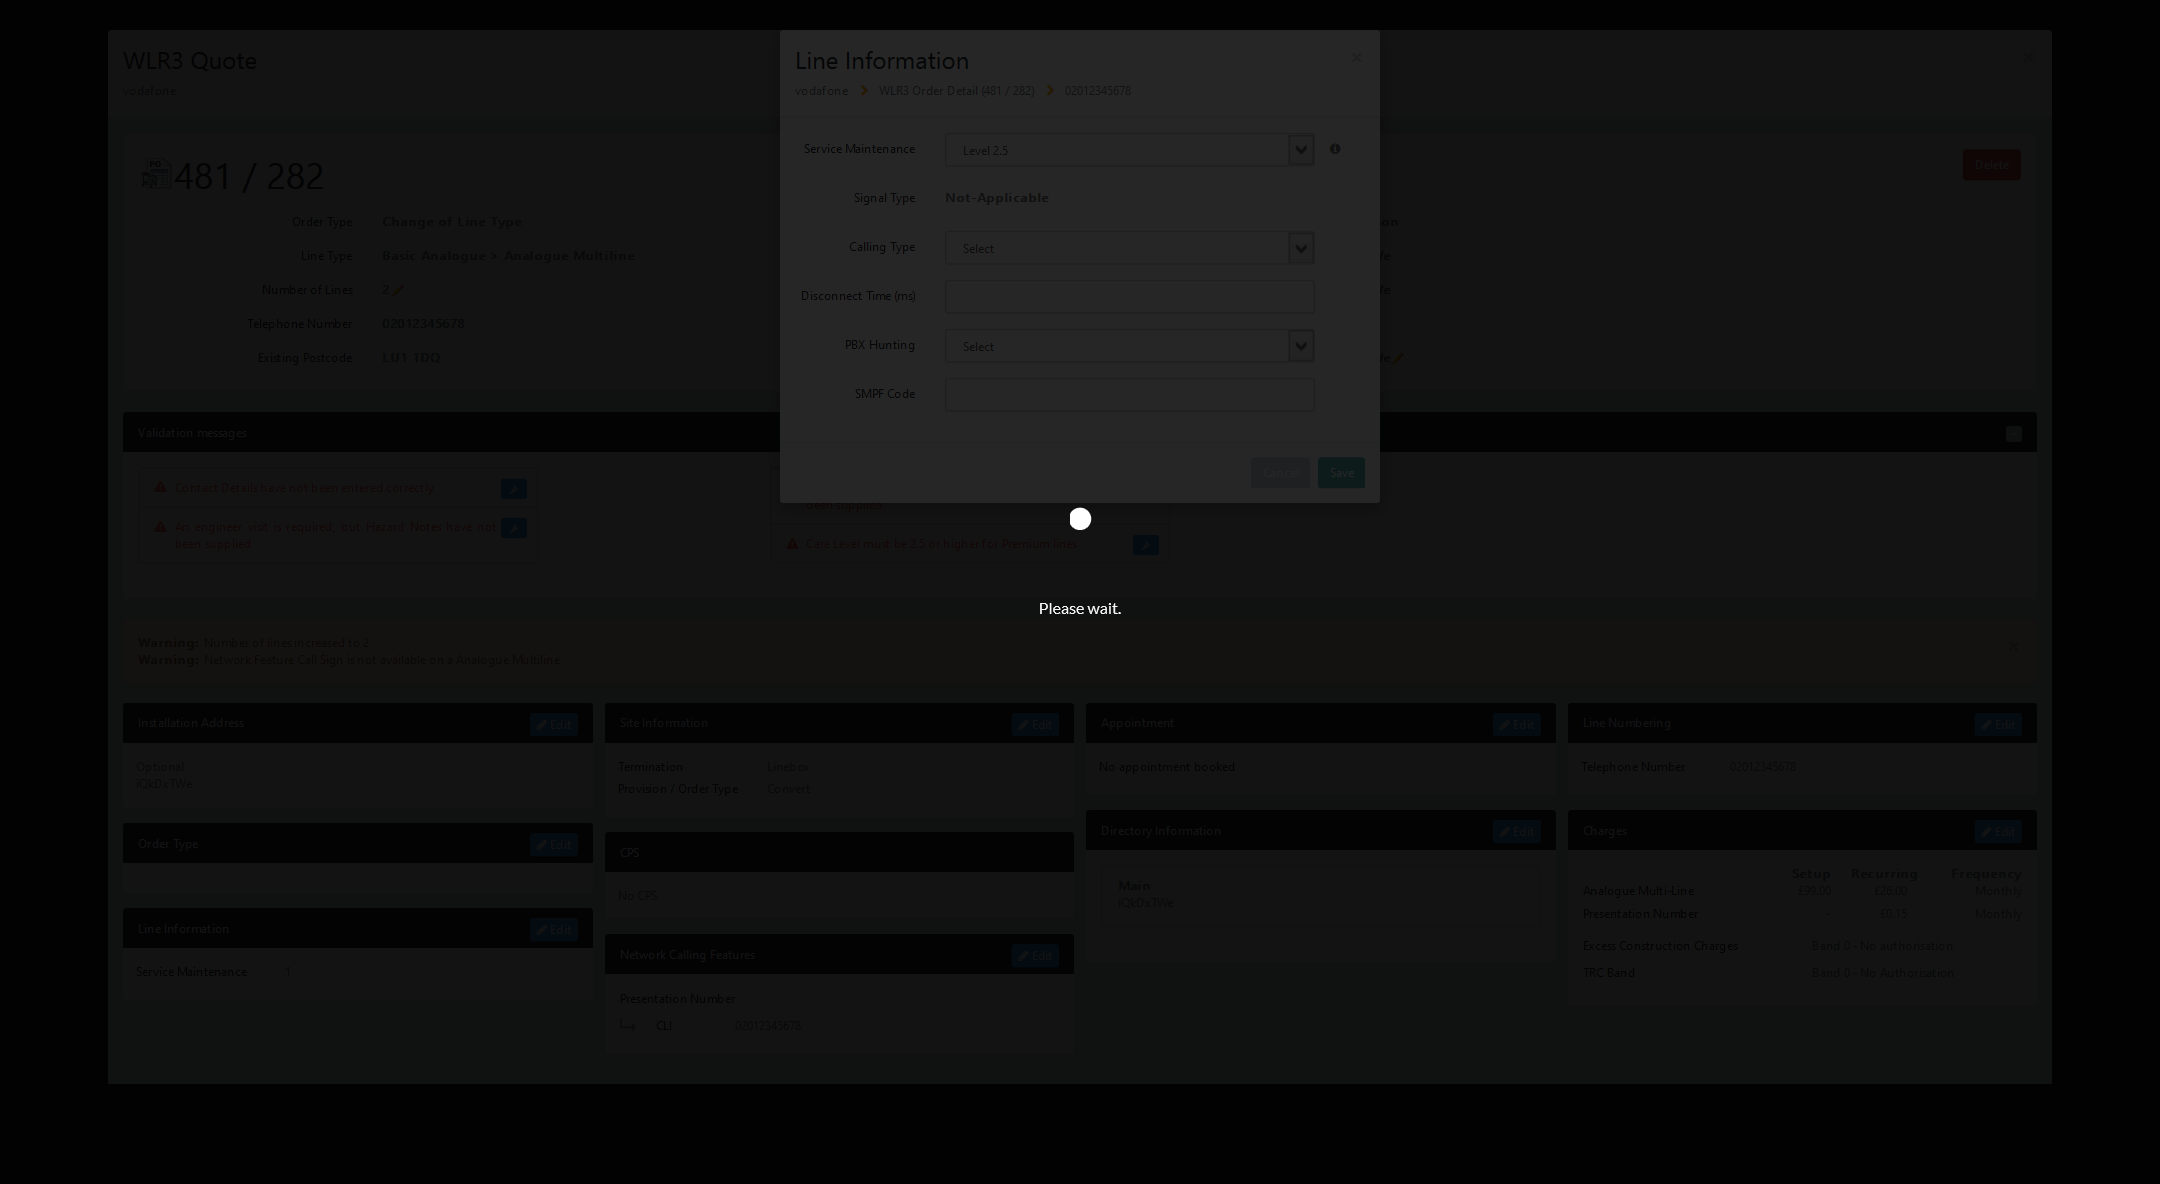 WLR3 Quote
vodafone
Line Information
vodafone WLR3 Order Detail (481 / 282) 02012345678
481 / 282
Delete
Order Type Change of Line Type
Line Type Basic Analogue > Analogue Multiline
Number of Lines 2
Telephone Number 02012345678
Existing Postcode LU1 1DQ
Service Maintenance Level 2.5
Signal Type Not-Applicable
Calling Type Select
Disconnect Time (ms)
PBX Hunting Select
SMPF Code
Cancel Save
Validation messages
Contact Details have not been entered correctly
An engineer visit is required, but Hazard Notes have not
been supplied
been supplied
Care Level must be 2.5 or higher for Premium lines
Please wait.
Warning: Number of lines increased to 2
Warning: Network Feature Call Sign is not available on a Analogue Multiline
Installation Address Edit
Optional
iQkDxTWe
Order Type Edit
Line Information Edit
Service Maintenance 1
Site Information Edit
Termination Linebox
Provision / Order Type Convert
CPS
No CPS
Network Calling Features Edit
Presentation Number
CLI 02012345678
Appointment Edit
No appointment booked
Directory Information Edit
Main
iQkDxTWe
Line Numbering Edit
Telephone Number 02012345678
Charges Edit
Setup Recurring Frequency
Analogue Multi-Line £99.00 £26.00 Monthly
Presentation Number - £0.15 Monthly
Excess Construction Charges Band 0 - No authorisation
TRC Band Band 0 - No Authorisation